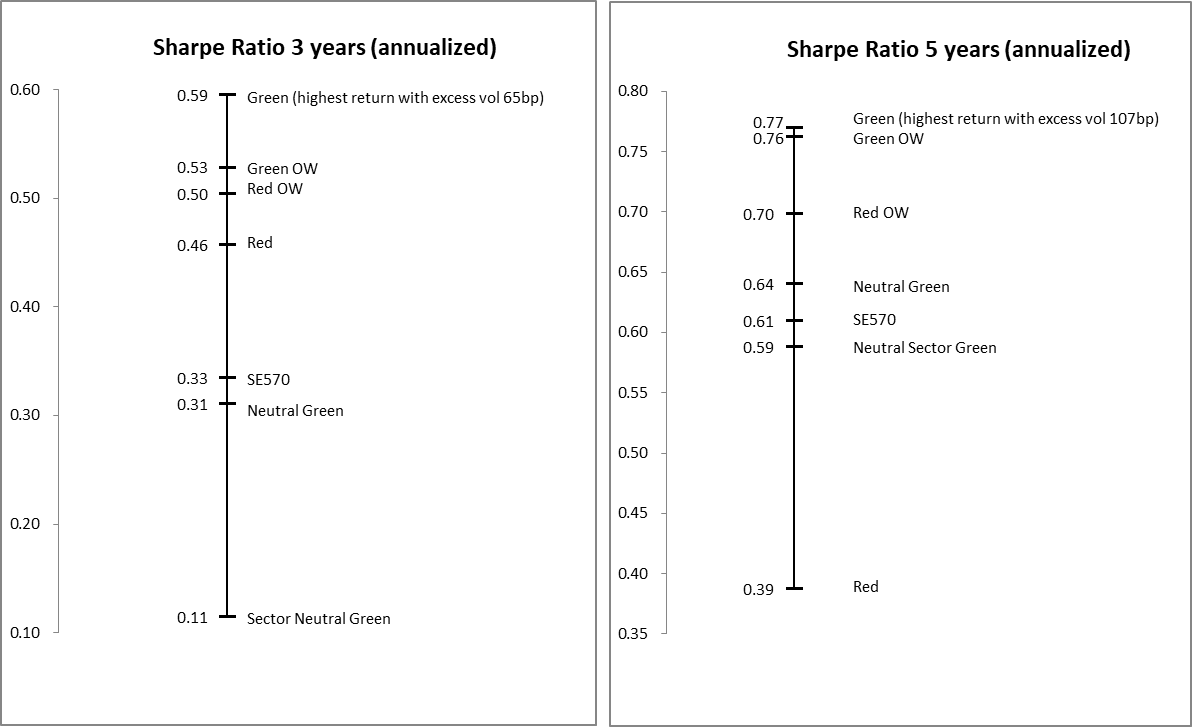 Sharpe Ratio 3 years (annualized)
0.60
0.50
0.40
0.30
0.20
0.10
0.59 Green (highest return with excess vol 65bp)
0.53 Green OW
0.50 Red OW
0.46 Red
0.33 SE570
0.31 Neutral Green
0.11 Sector Neutral Green
Sharpe Ratio 5 years (annualized)
0.80
0.75
0.70
0.65
0.60
0.55
0.50
0.45
0.40
0.35
0.77 Green (highest return with excess vol 107bp)
0.76 Green OW
0.70 Red OW
0.64 Neutral Green
0.61 SE570
0.59 Neutral Sector Green
0.39 Red